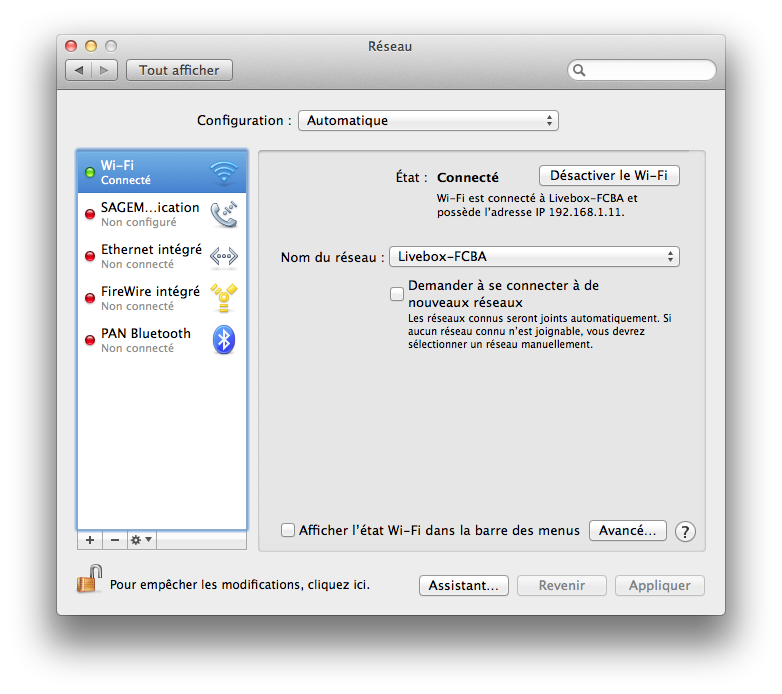 Réseau
Tout afficher
Configuration : Automatique
Wi-Fi
Connecté
SAGEM...ication
Non configuré
Ethernet intégré
Non connecté
FireWire intégré
Non connecté
PAN Bluetooth
Non connecté
État : Connecté
Désactiver le Wi-Fi
Wi-Fi est connecté à Livebox-FCBA et
possède l'adresse IP 192.168.1.11.
Nom du réseau : Livebox-FCBA
Demander à se connecter à de
nouveaux réseaux
Les réseaux connus seront joints automatiquement. Si
aucun réseau connu n'est joignable, vous devrez
sélectionner un réseau manuellement.
Afficher l'état Wi-Fi dans la barre des menus
Avancé...
?
Pour empêcher les modifications, cliquez ici.
Assistant...
Revenir
Appliquer